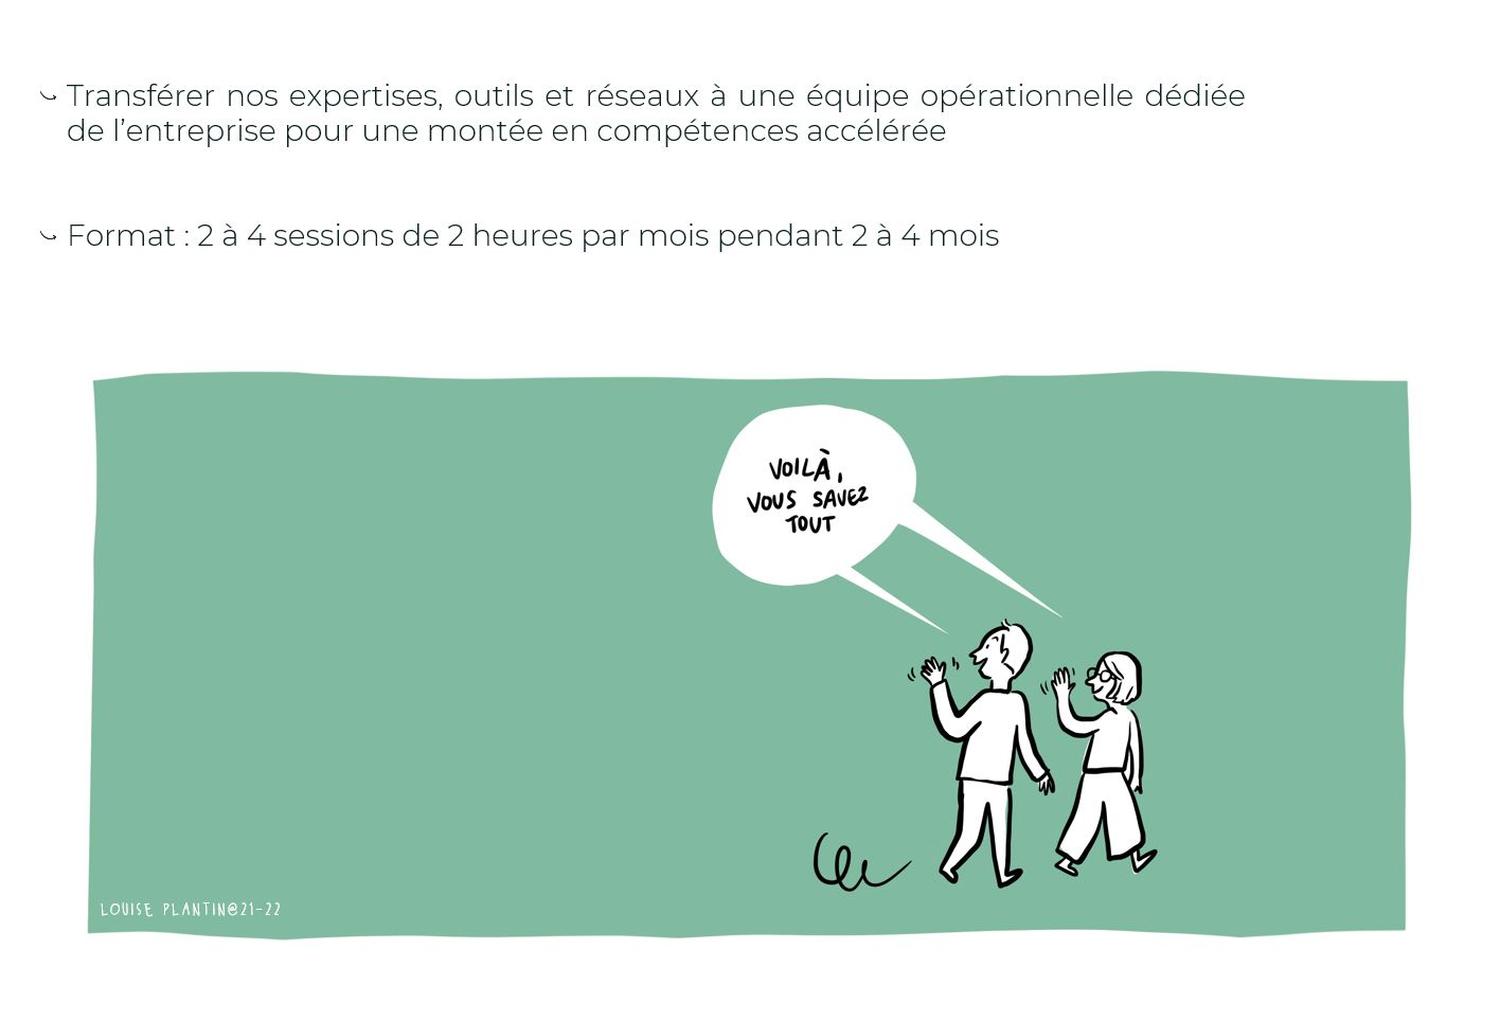 Transférer nos expertises, outils et réseaux à une équipe opérationnelle dédiée
de l’entreprise pour une montée en compétences accélérée
Format : 2 à 4 sessions de 2 heures par mois pendant 2 à 4 mois
VOILÀ,
VOUS SAVEZ
TOUT
LOUISE PLANTIN@21-22